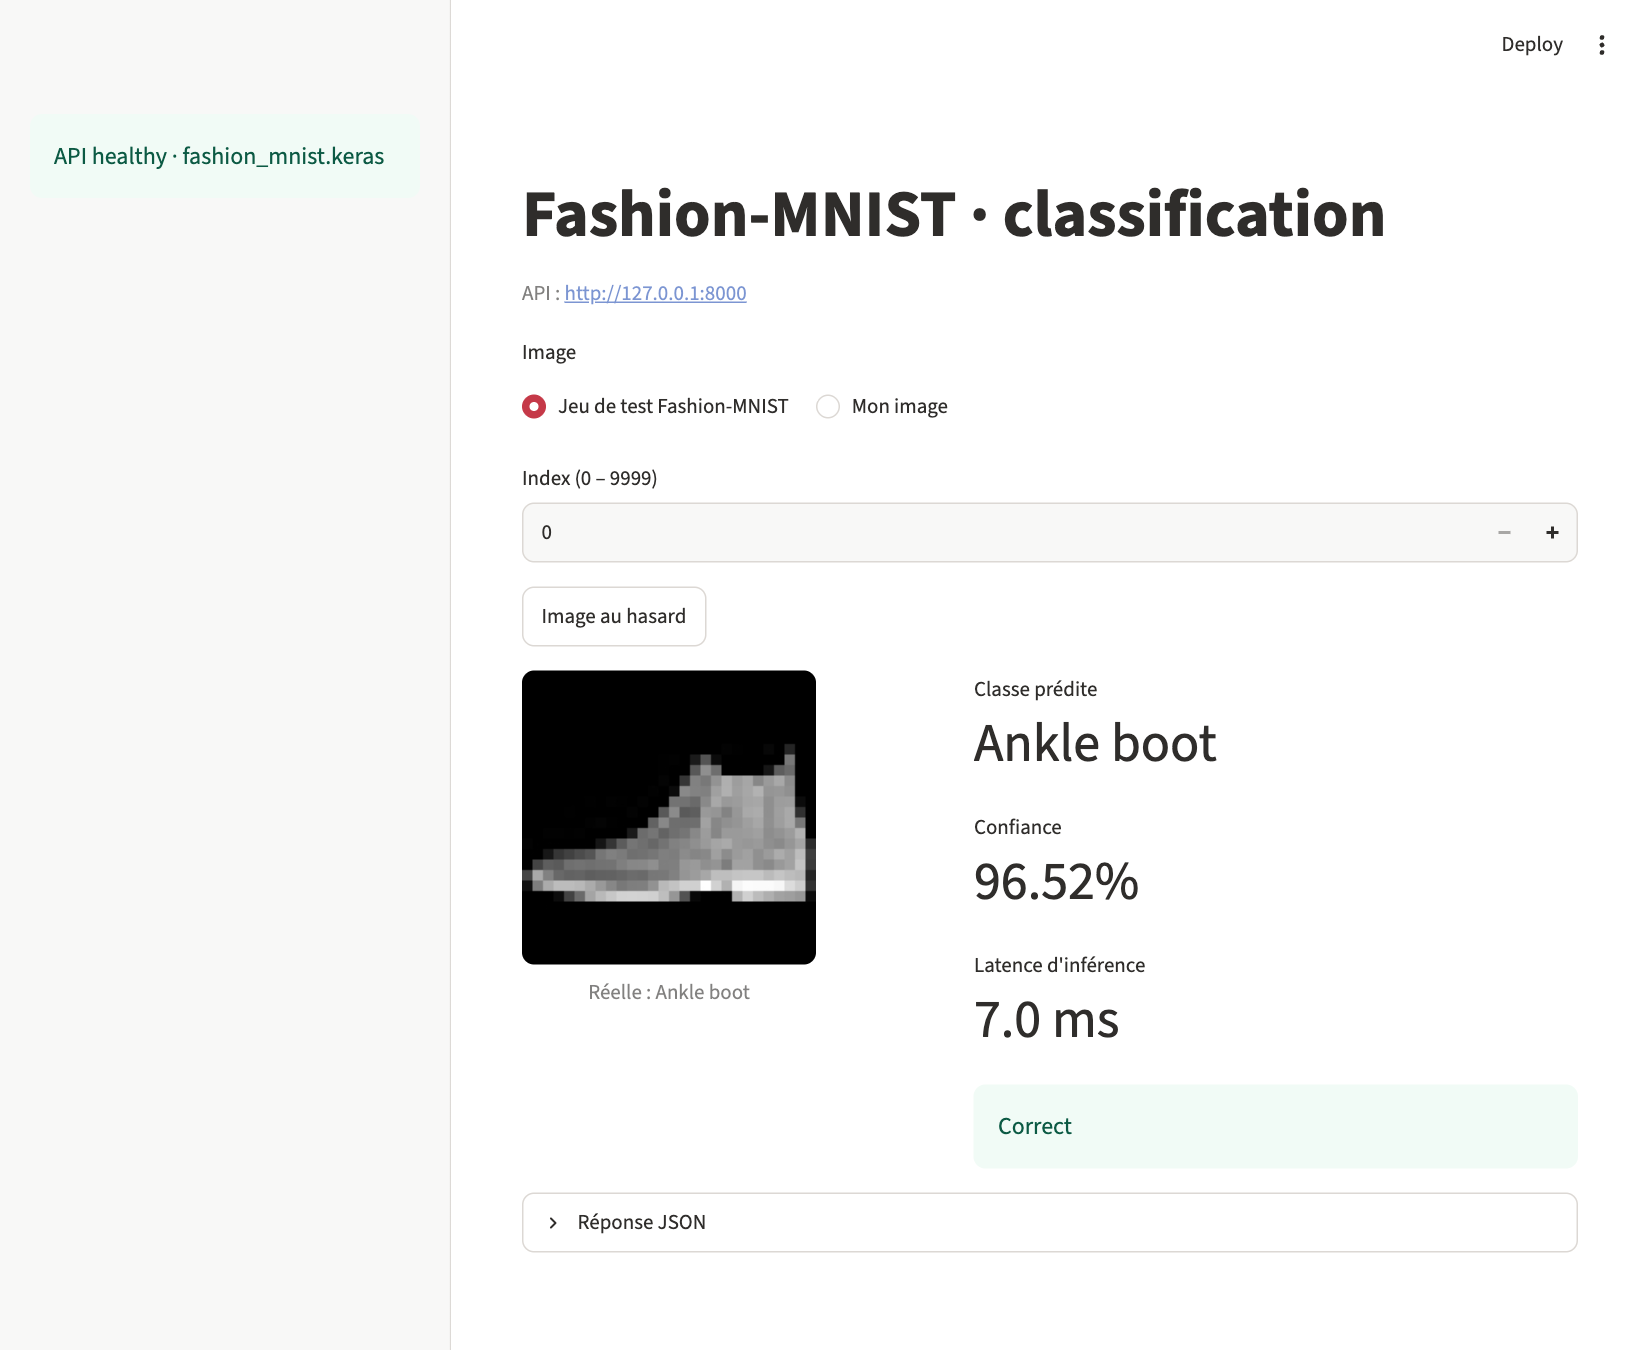 Deploy
API healthy · fashion_mnist.keras
Fashion-MNIST · classification
API : http://127.0.0.1:8000
Image
Jeu de test Fashion-MNIST Mon image
Index (0 – 9999)
0
Image au hasard
Classe prédite
Ankle boot
Confiance
96.52%
Latence d'inférence
7.0 ms
Réelle : Ankle boot
Correct
Réponse JSON